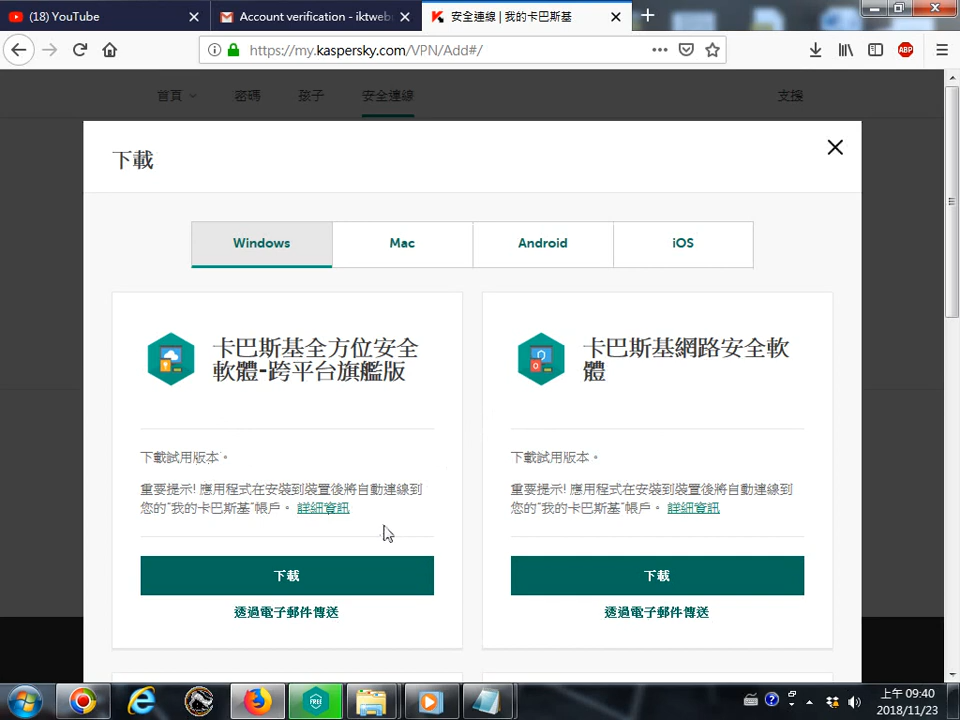 (18) YouTube
Account verification - iktweb
安全連線 | 我的卡巴斯基
https://my.kaspersky.com/VPN/Add#/
ABP
首頁
密碼
孩子
安全連線
支援
下載
Windows
Mac
Android
iOS
卡巴斯基全方位安全
軟體-跨平台旗艦版
下載試用版本。
重要提示! 應用程式在安裝到裝置後將自動連線到
您的"我的卡巴斯基"帳戶。 詳細資訊
下載
透過電子郵件傳送
卡巴斯基網路安全軟
體
下載試用版本。
重要提示! 應用程式在安裝到裝置後將自動連線到
您的"我的卡巴斯基"帳戶。 詳細資訊
下載
透過電子郵件傳送
FREE
上午 09:40
2018/11/23